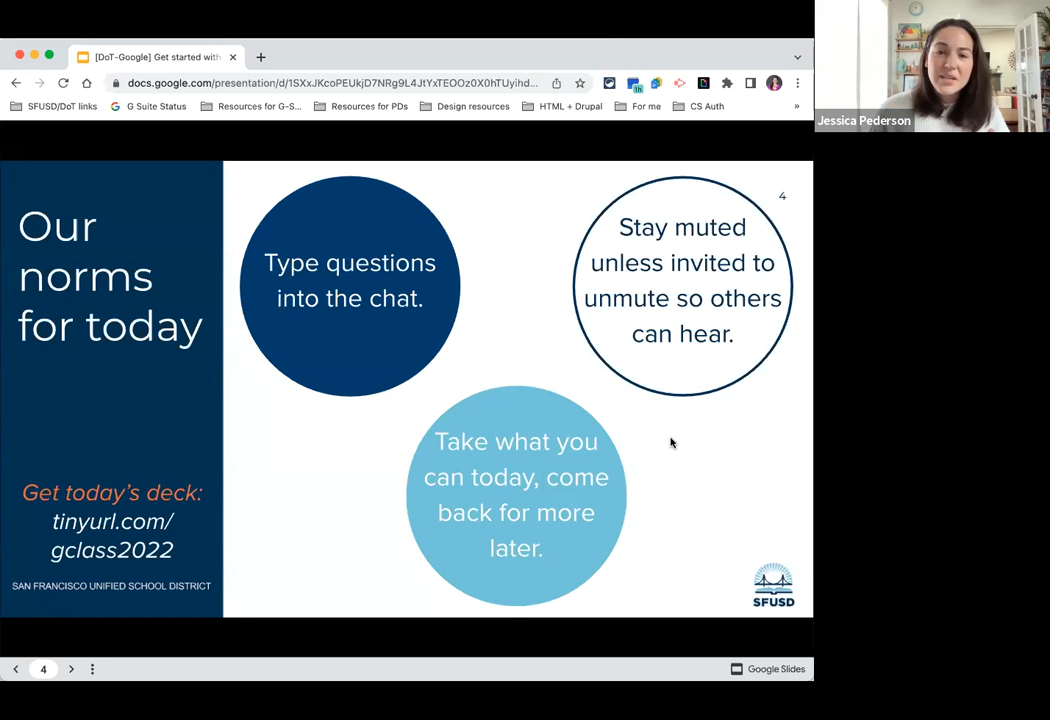 [DoT-Google] Get started with
docs.google.com/presentation/d/1SXxJKcoPEUkjD7NRg9L4JtYxTEOOz0X0hTUyihd...
1h
SFUSD/DoT links
G Suite Status
Resources for G-S...
Resources for PDs
Design resources
HTML + Drupal
For me
CS Auth
»
Jessica Pederson
Our
norms
for today
Get today's deck:
tinyurl.com/
gclass2022
SAN FRANCISCO UNIFIED SCHOOL DISTRICT
Type questions
into the chat.
4
Stay muted
unless invited to
unmute so others
can hear.
Take what you
can today, come
back for more
later.
SFUSD
4
Google Slides